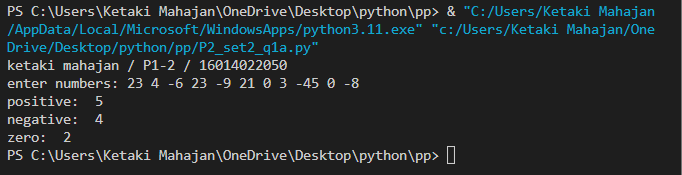 PS C:\Users\Ketaki Mahajan\OneDrive\Desktop\python\pp> & "C:/Users/Ketaki Mahajan
/AppData/Local/Microsoft/WindowsApps/python3.11.exe" "c:/Users/Ketaki Mahajan/One
Drive/Desktop/python/pp/P2_set2_q1a.py"
ketaki mahajan / P1-2 / 16014022050
enter numbers: 23 4 -6 23 -9 21 0 3 -45 0 -8
positive:  5
negative:  4
zero:  2
PS C:\Users\Ketaki Mahajan\OneDrive\Desktop\python\pp>